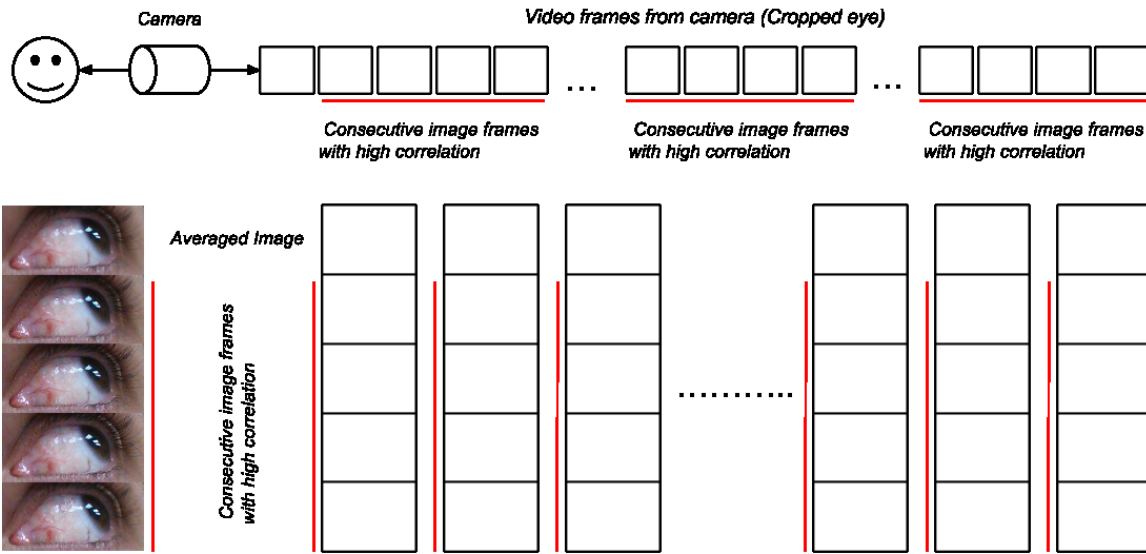 Camera
Video frames from camera (Cropped eye)
...
...
Consecutive image frames
with high correlation
Consecutive image frames
with high correlation
Consecutive image frames
with high correlation
Averaged Image
Consecutive image frames
with high correlation
............